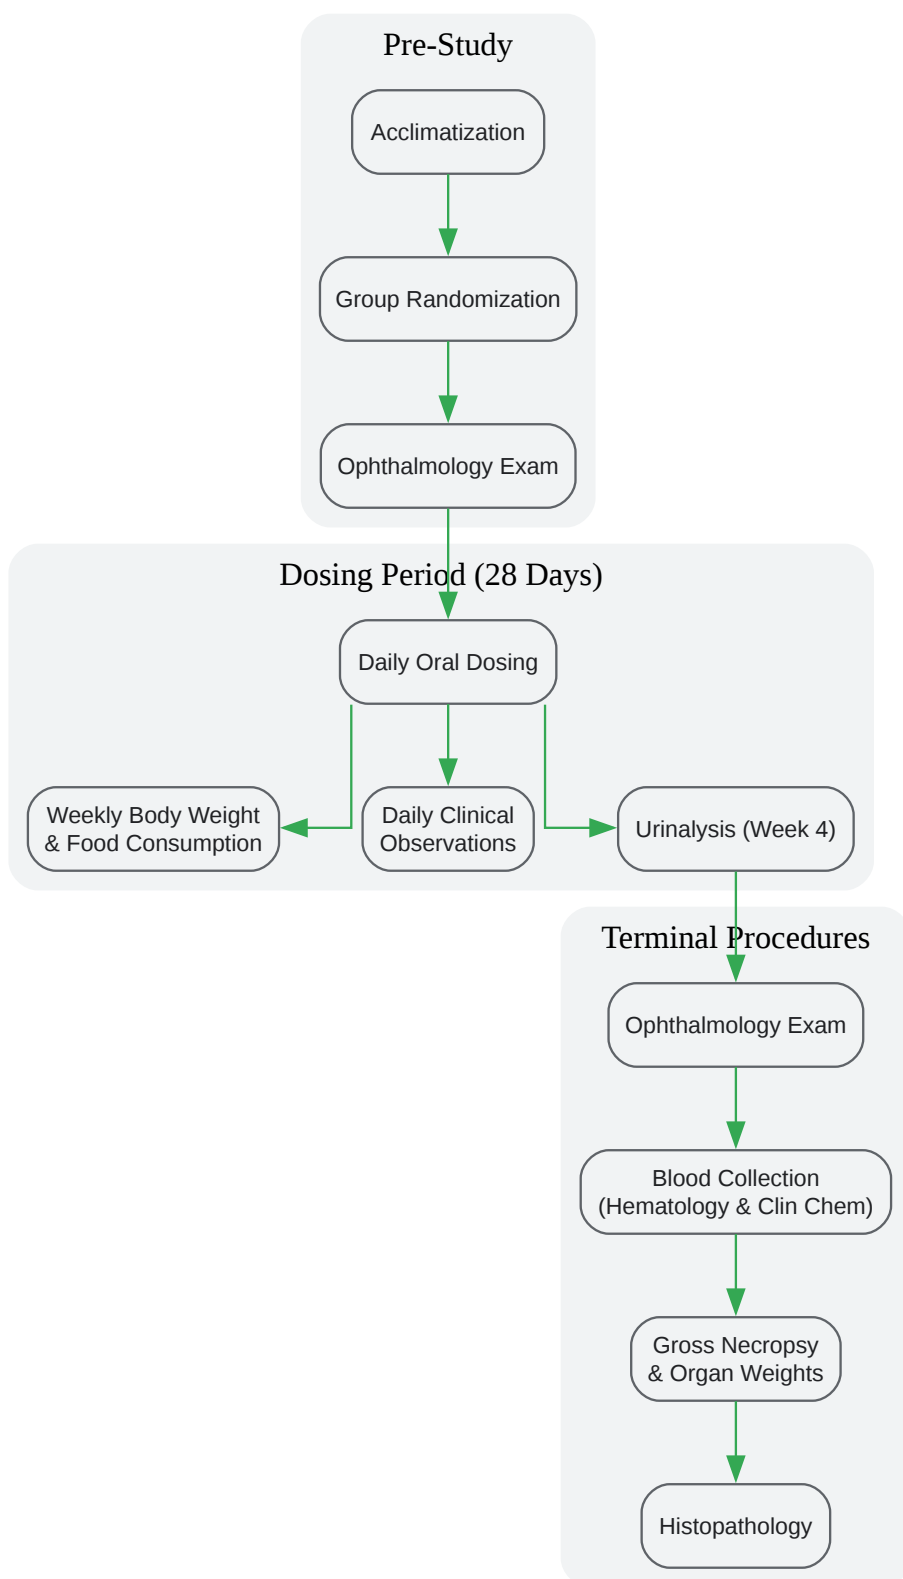 Pre-Study
Acclimatization
Group Randomization
Ophthalmology Exam
Dosing Period (28 Days)
Daily Oral Dosing
Weekly Body Weight
& Food Consumption
Daily Clinical
Observations
Urinalysis (Week 4)
Terminal Procedures
Ophthalmology Exam
Blood Collection
(Hematology & Clin Chem)
Gross Necropsy
& Organ Weights
Histopathology